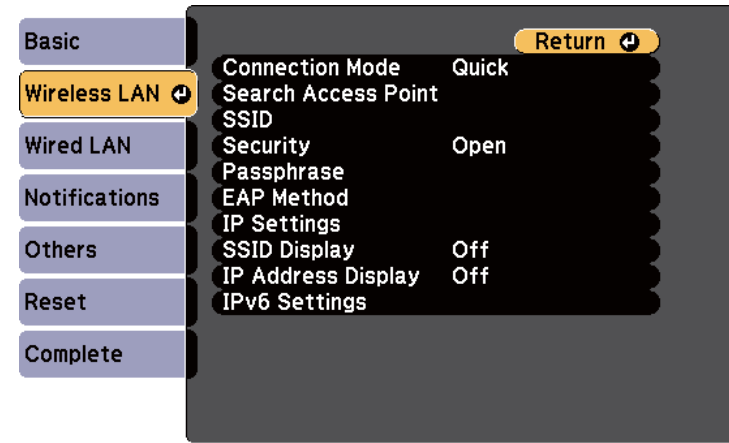 Basic
Wireless LAN
Wired LAN
Notifications
Others
Reset
Complete
Return
Connection Mode Quick
Search Access Point
SSID
Security Open
Passphrase
EAP Method
IP Settings
SSID Display Off
IP Address Display Off
IPv6 Settings